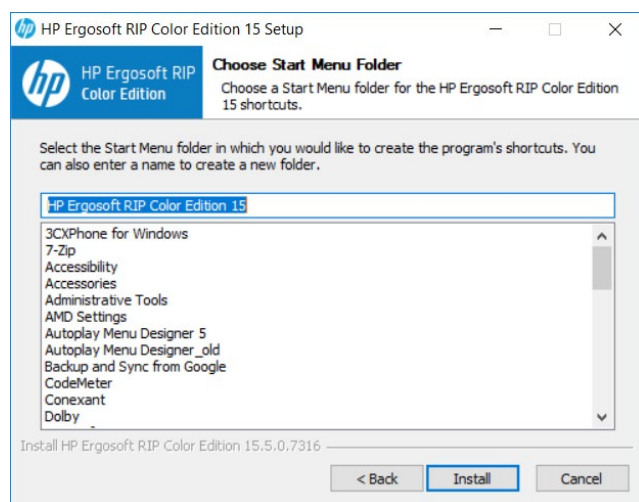 HP Ergosoft RIP Color Edition 15 Setup
hp
HP Ergosoft RIP
Color Edition
Choose Start Menu Folder
Choose a Start Menu folder for the HP Ergosoft RIP Color Edition
15 shortcuts.
Select the Start Menu folder in which you would like to create the program's shortcuts. You
can also enter a name to create a new folder.
HP Ergosoft RIP Color Edition 15
3CXPhone for Windows
7-Zip
Accessibility
Accessories
Administrative Tools
AMD Settings
Autoplay Menu Designer 5
Autoplay Menu Designer_old
Backup and Sync from Google
CodeMeter
Conexant
Dolby
Install HP Ergosoft RIP Color Edition 15.5.0.7316
< Back
Install
Cancel